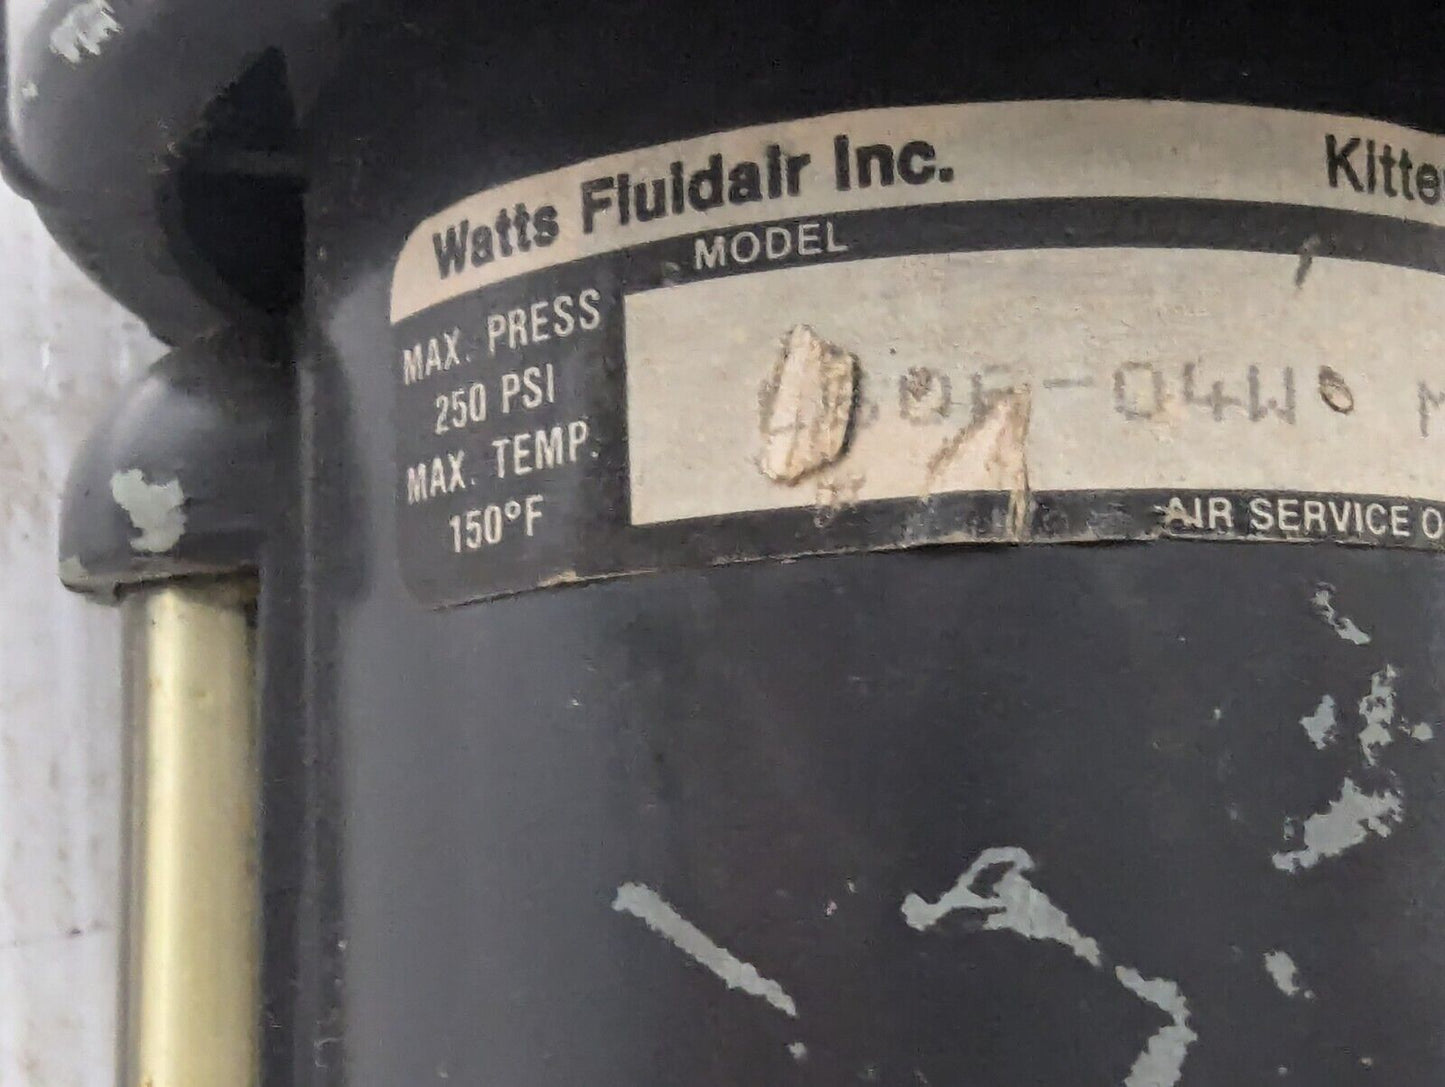 Watts Fluidair Inc.
MODEL
MAX. PRESS
250 PSI
MAX. TEMP.
150°F
AIR SERVICE